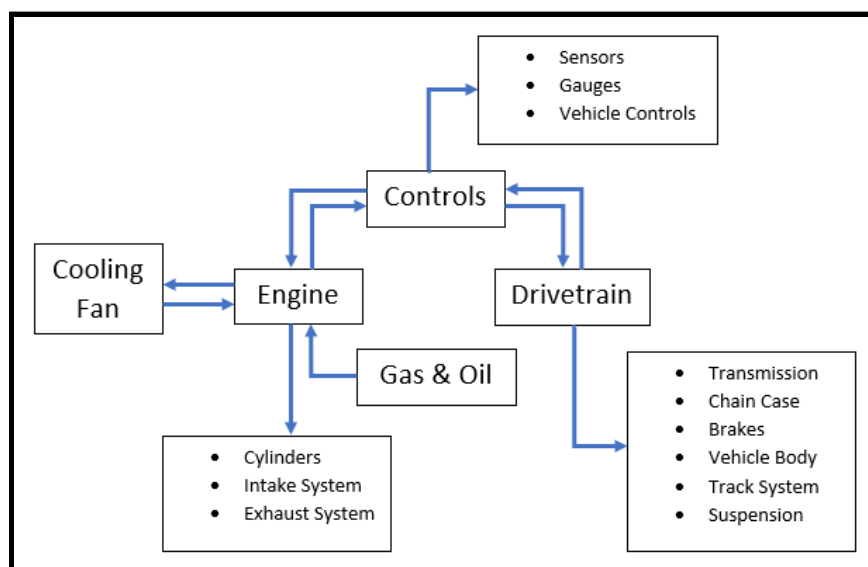 • Sensors
• Gauges
• Vehicle Controls
Controls
Cooling
Fan
Engine
Drivetrain
Gas & Oil
• Cylinders
• Intake System
• Exhaust System
• Transmission
• Chain Case
• Brakes
• Vehicle Body
• Track System
• Suspension